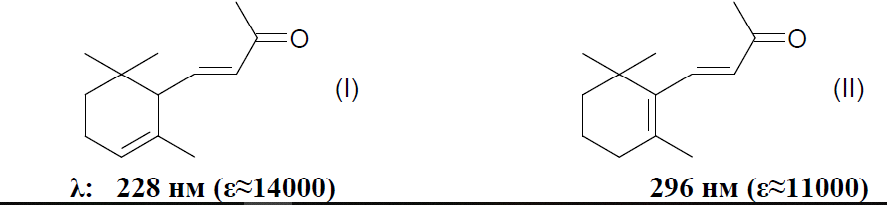 O
O
(I)
(II)
λ: 228 нм (ε≈14000)
296 нм (ε≈11000)